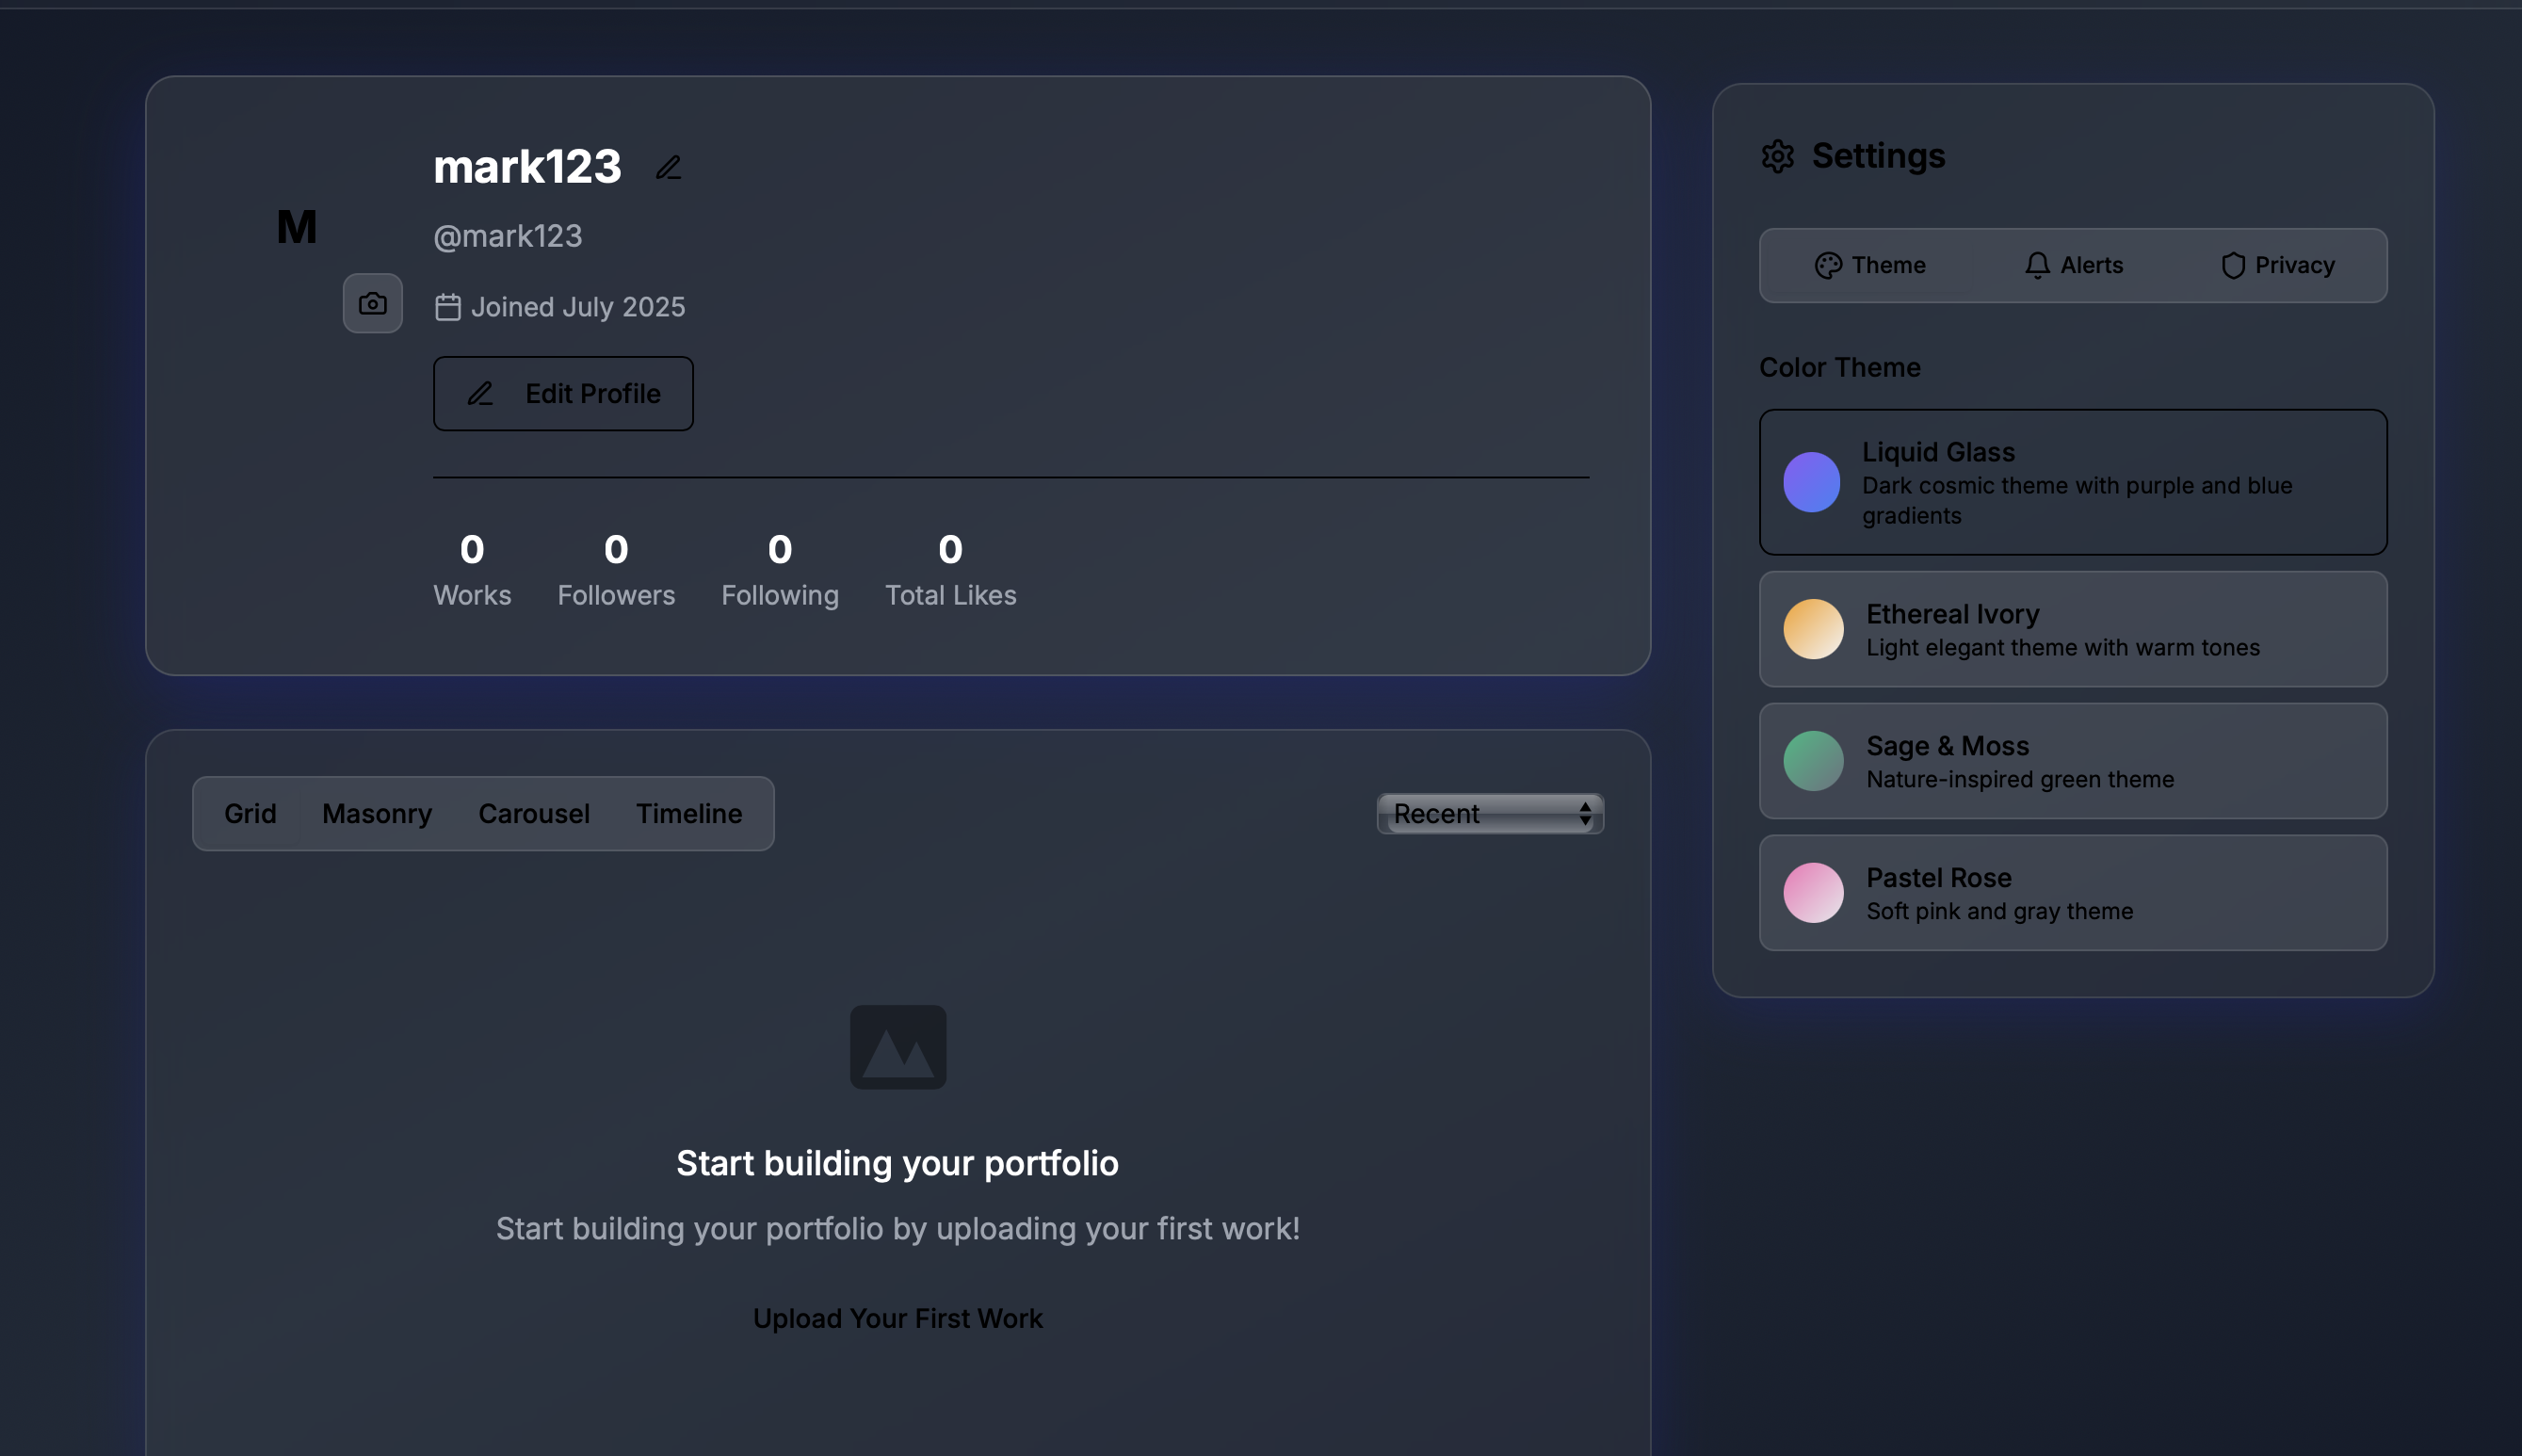 mark123
M
@mark123
Joined July 2025
Edit Profile
0 0 0 0
Works Followers Following Total Likes
Grid Masonry Carousel Timeline
Recent
Start building your portfolio
Start building your portfolio by uploading your first work!
Upload Your First Work
Settings
Theme Alerts Privacy
Color Theme
Liquid Glass
Dark cosmic theme with purple and blue
gradients
Ethereal Ivory
Light elegant theme with warm tones
Sage & Moss
Nature-inspired green theme
Pastel Rose
Soft pink and gray theme